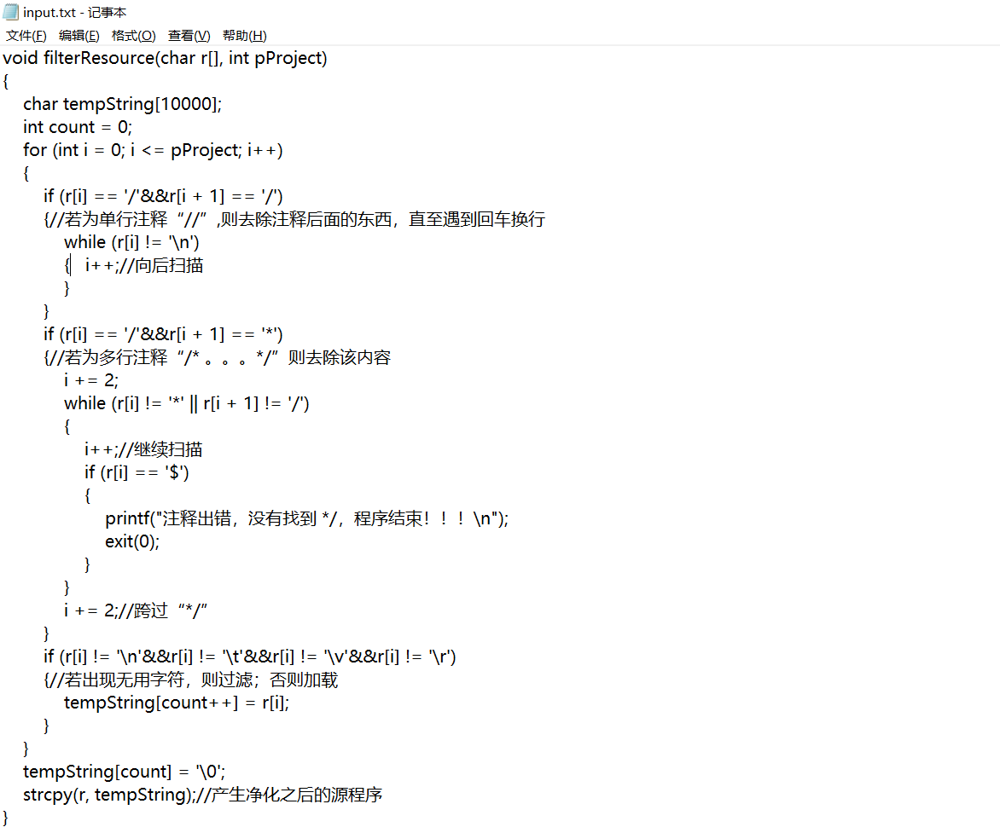 input.txt - 记事本
文件(F) 编辑(E) 格式(O) 查看(V) 帮助(H)
void filterResource(char r[], int pProject)
{
    char tempString[10000];
    int count = 0;
    for (int i = 0; i <= pProject; i++)
    {
        if (r[i] == '/'&&r[i + 1] == '/')
        {//若为单行注释“//”,则去除注释后面的东西，直至遇到回车换行
            while (r[i] != '\n')
            {   i++;//向后扫描
            }
        }
        if (r[i] == '/'&&r[i + 1] == '*')
        {//若为多行注释“/* 。。。*/”则去除该内容
            i += 2;
            while (r[i] != '*' || r[i + 1] != '/')
            {
                i++;//继续扫描
                if (r[i] == '$')
                {
                    printf("注释出错，没有找到 */，程序结束！！！\n");
                    exit(0);
                }
            }
            i += 2;//跨过“*/”
        }
        if (r[i] != '\n'&&r[i] != '\t'&&r[i] != '\v'&&r[i] != '\r')
        {//若出现无用字符，则过滤；否则加载
            tempString[count++] = r[i];
        }
    }
    tempString[count] = '\0';
    strcpy(r, tempString);//产生净化之后的源程序
}